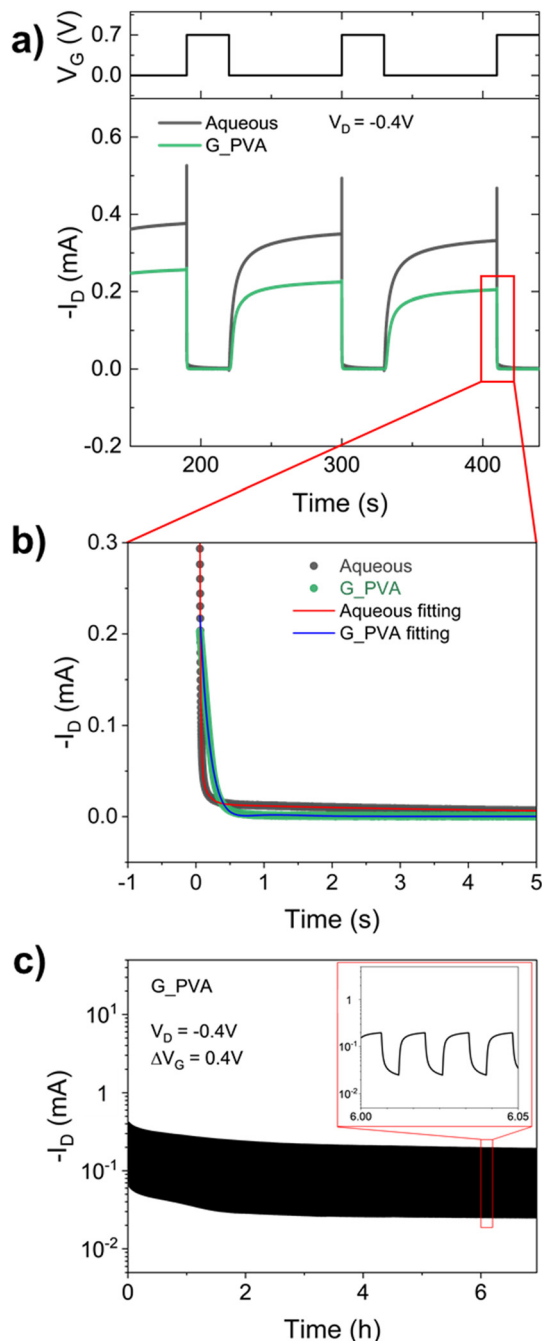 a)
V_G (V)
0.7
0.0
Aqueous
V_D = -0.4V
G_PVA
-I_D (mA)
0.6
0.4
0.2
0.0
-0.2
200
300
400
Time (s)
b)
0.3
0.2
0.1
0.0
-I_D (mA)
Aqueous
G_PVA
Aqueous fitting
G_PVA fitting
-1
0
1
2
3
4
5
Time (s)
c)
G_PVA
V_D = -0.4V
ΔV_G = 0.4V
-I_D (mA)
10^1
1
10^-1
10^-2
1
10^-1
10^-2
6.00
6.05
0
2
4
6
Time (h)